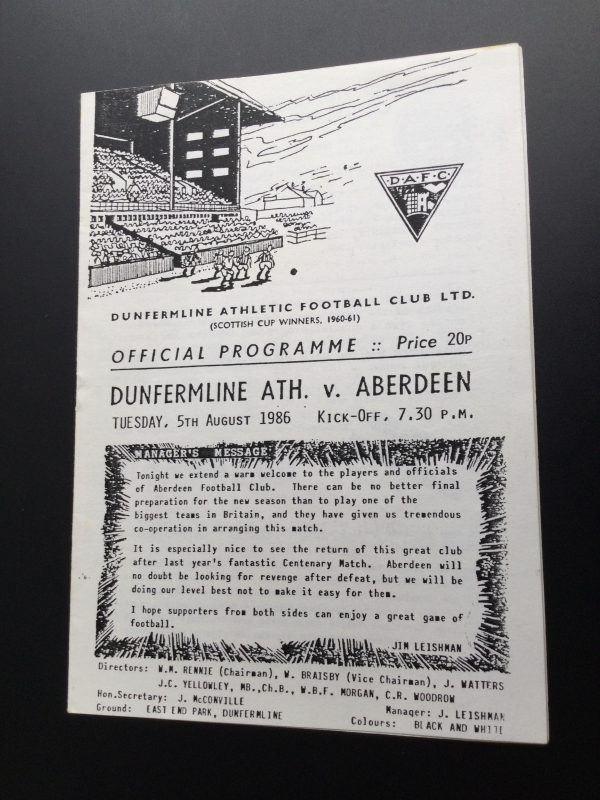 D.A.F.C.
DUNFERMLINE ATHLETIC FOOTBALL CLUB LTD.
(SCOTTISH CUP WINNERS, 1960-61)
OFFICIAL PROGRAMME :: Price 20P
DUNFERMLINE ATH. v. ABERDEEN
TUESDAY, 5TH AUGUST 1986 KICK-OFF, 7.30 P.M.
MANAGER'S MESSAGE
Tonight we extend a warm welcome to the players and officials
of Aberdeen Football Club. There can be no better final
preparation for the new season than to play one of the
biggest teams in Britain, and they have given us tremendous
co-operation in arranging this match.
It is especially nice to see the return of this great club
after last year's fantastic Centenary Match. Aberdeen will
no doubt be looking for revenge after defeat, but we will be
doing our level best not to make it easy for them.
I hope supporters from both sides can enjoy a great game of
football.
JIM LEISHMAN
Directors: W.M. RENNIE (Chairman), W. BRAISBY (Vice Chairman), J. WATTERS
J.C. YELLOWLEY, MB.,Ch.B., W.B.F. MORGAN, C.R. WOODROW
Hon.Secretary: J. McCONVILLE Manager: J. LEISHMAN
Ground: EAST END PARK, DUNFERMLINE Colours: BLACK AND WHITE